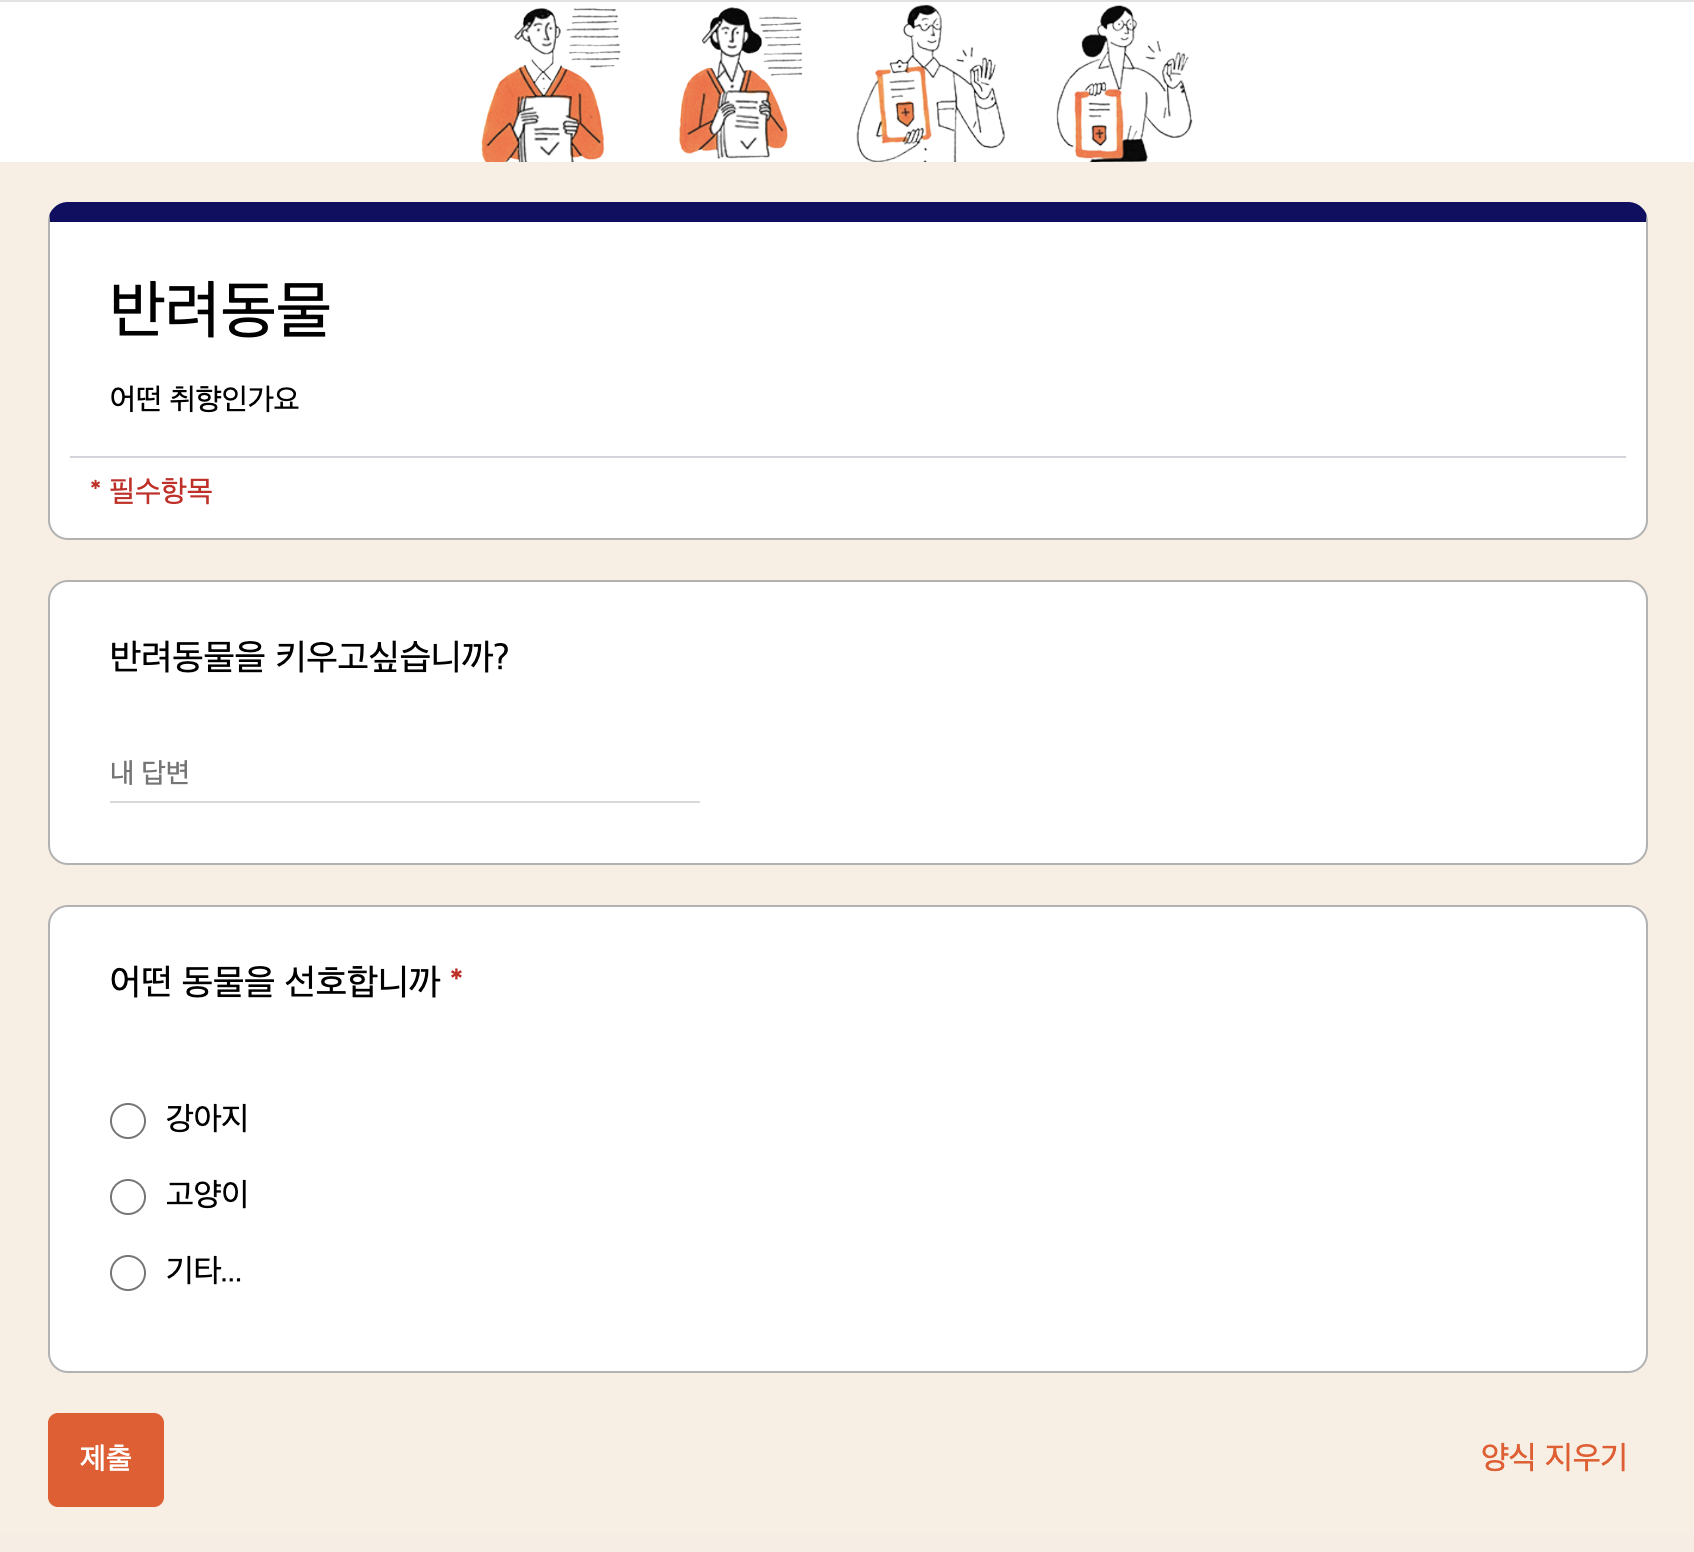 반려동물
어떤 취향인가요
* 필수항목
반려동물을 키우고싶습니까?
내 답변
어떤 동물을 선호합니까 *
강아지
고양이
기타...
제출
양식 지우기